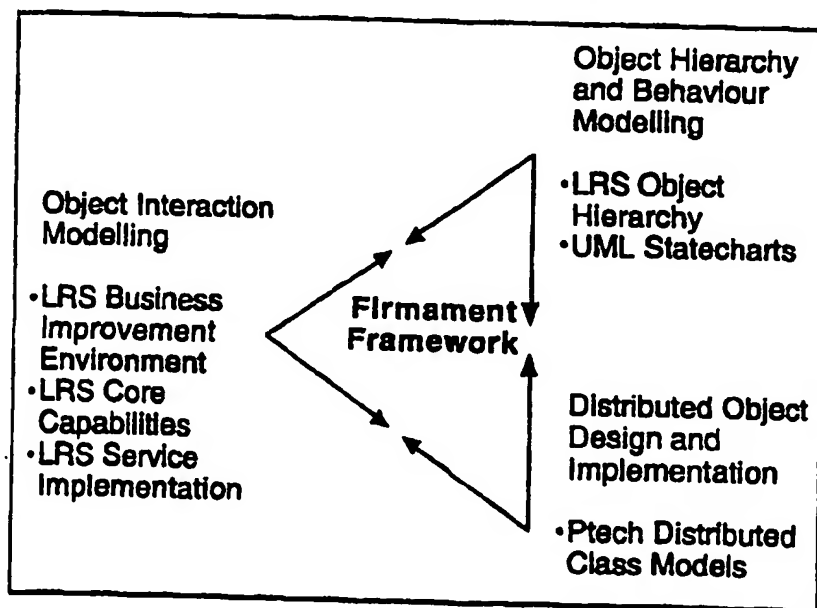 Object Interaction
Modelling
•LRS Business
Improvement
Environment
•LRS Core
Capabilities
•LRS Service
Implementation
Firmament
Framework
Object Hierarchy
and Behaviour
Modelling
•LRS Object
Hierarchy
•UML Statecharts
Distributed Object
Design and
Implementation
•Ptech Distributed
Class Models